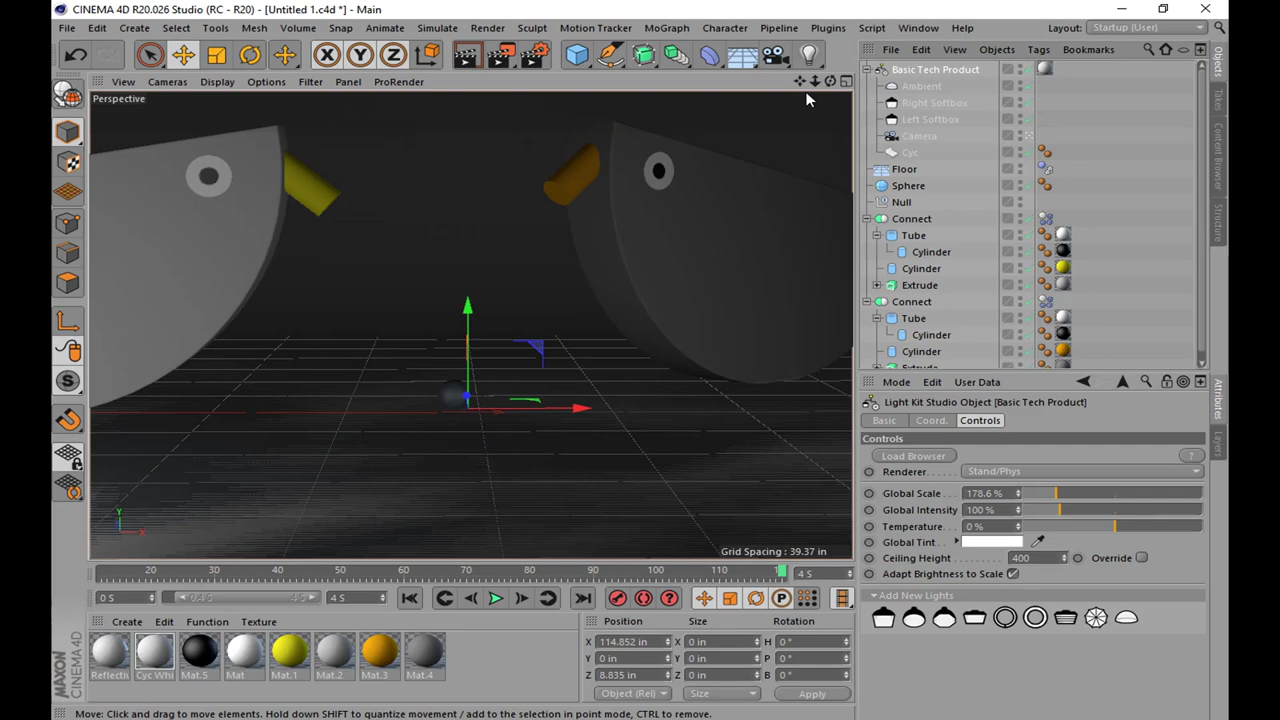 CINEMA 4D R20.026 Studio (RC - R20) - [Untitled 1.c4d *] - Main
File Edit Create Select Tools Mesh Volume Snap Animate Simulate Render Sculpt Motion Tracker MoGraph Character Pipeline Plugins Script Window Help Layout: Startup (User)
X Y Z
File Edit View Objects Tags Bookmarks
View Cameras Display Options Filter Panel ProRender
Perspective
Basic Tech Product
Ambient
Right Softbox
Left Softbox
Camera
Cyc
Floor
Sphere
Null
Connect
Tube
Cylinder
Cylinder
Extrude
Connect
Tube
Cylinder
Cylinder
Objects
Takes
Content Browser
Structure
Mode Edit User Data
Light Kit Studio Object [Basic Tech Product]
Basic Coord. Controls
Controls
Load Browser ?
Renderer Stand/Phys
Global Scale 178.6 %
Global Intensity 100 %
Temperature 0 %
Global Tint
Ceiling Height 400 Override
Adapt Brightness to Scale
Add New Lights
Attributes
Layers
Y
X
Grid Spacing : 39.37 in
20 30 40 50 60 70 80 90 100 110 4 S
0 S 4 S
P
Create Edit Function Texture
Reflecti Cyc Whi Mat.5 Mat Mat.1 Mat.2 Mat.3 Mat.4
Position Size Rotation
X 114.852 in X 0 in H 0 °
Y 0 in Y 0 in P 0 °
Z 8.835 in Z 0 in B 0 °
Object (Rel) Size Apply
MAXON CINEMA 4D
Move: Click and drag to move elements. Hold down SHIFT to quantize movement / add to the selection in point mode, CTRL to remove.